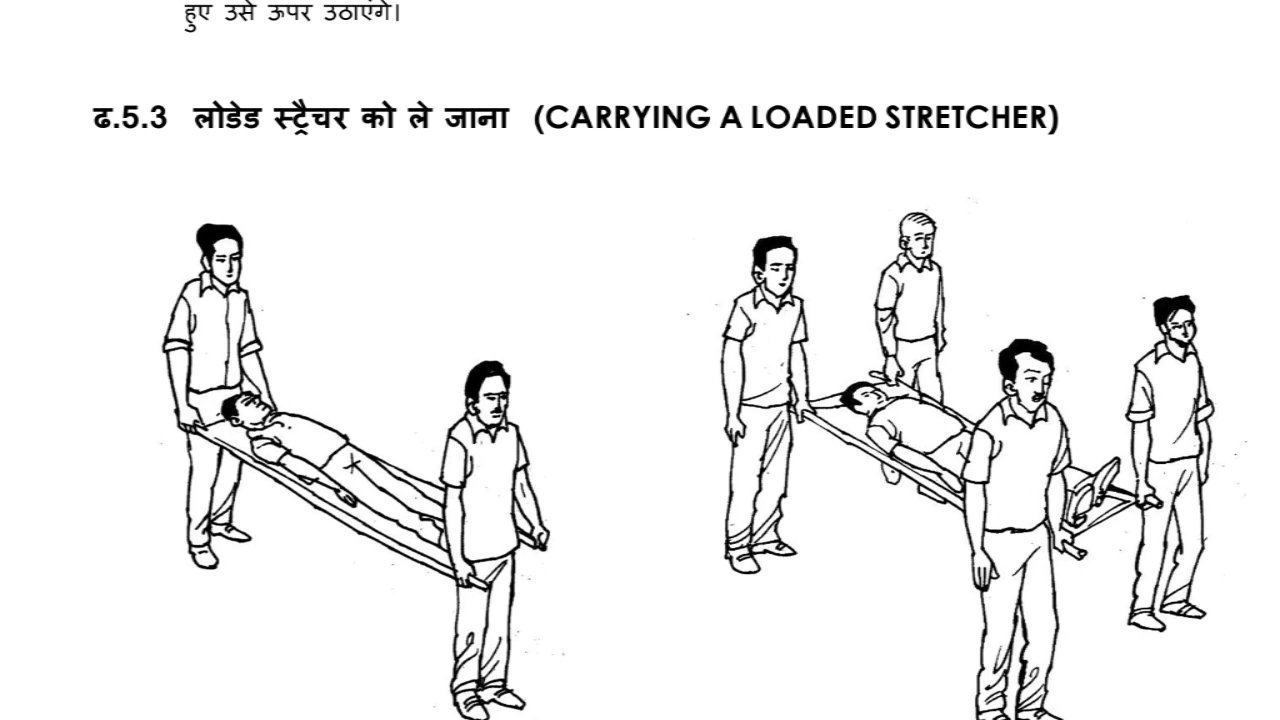 हुए उसे ऊपर उठाएंगे।
ढ.5.3 लोडेड स्ट्रैचर को ले जाना (CARRYING A LOADED STRETCHER)